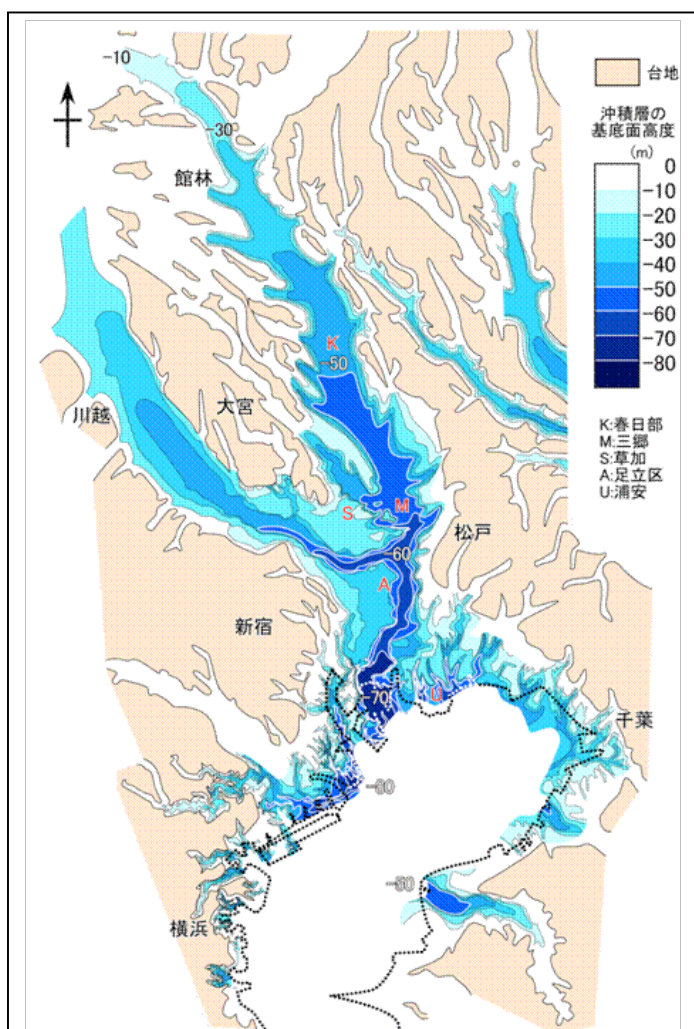 -10
-30
館林
K
-50
大宮
川越
S
M
松戸
-60
A
新宿
-70
U
千葉
-80
-50
横浜
台地
沖積層の
基底面高度
(m)
0
-10
-20
-30
-40
-50
-60
-70
-80
K:春日部
M:三郷
S:草加
A:足立区
U:浦安